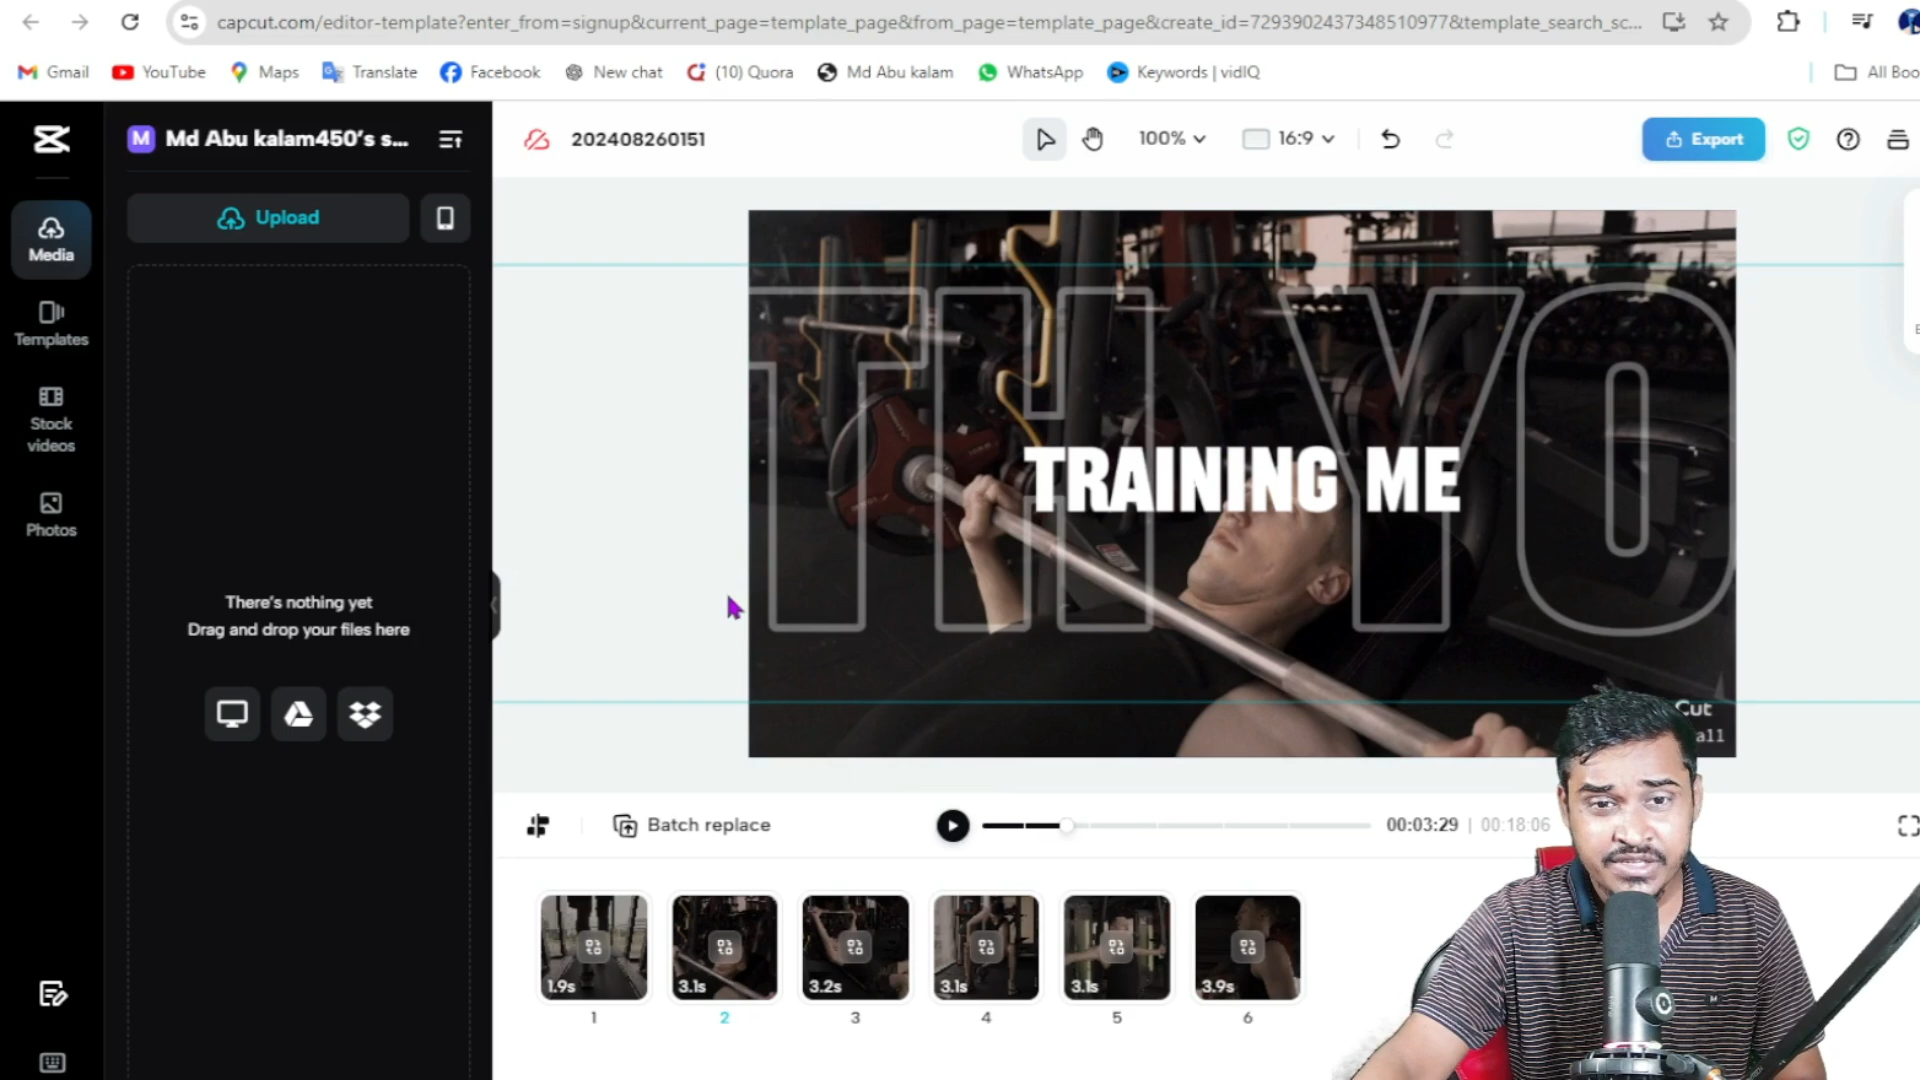 capcut.com/editor-template?enter_from=signup&current_page=template_page&from_page=template_page&create_id=7293902437348510977&template_search_sc...
Gmail
YouTube
Maps
Translate
Facebook
New chat
(10) Quora
Md Abu kalam
WhatsApp
Keywords | vidIQ
All Boo
M
Md Abu kalam450's s...
202408260151
100%
16:9
Export
Upload
Media
Templates
Stock
videos
Photos
There's nothing yet
Drag and drop your files here
TH YO
TRAINING ME
Cut
all
Batch replace
00:03:29 | 00:18:06
1.9s
3.1s
3.2s
3.1s
3.1s
3.9s
1
2
3
4
5
6